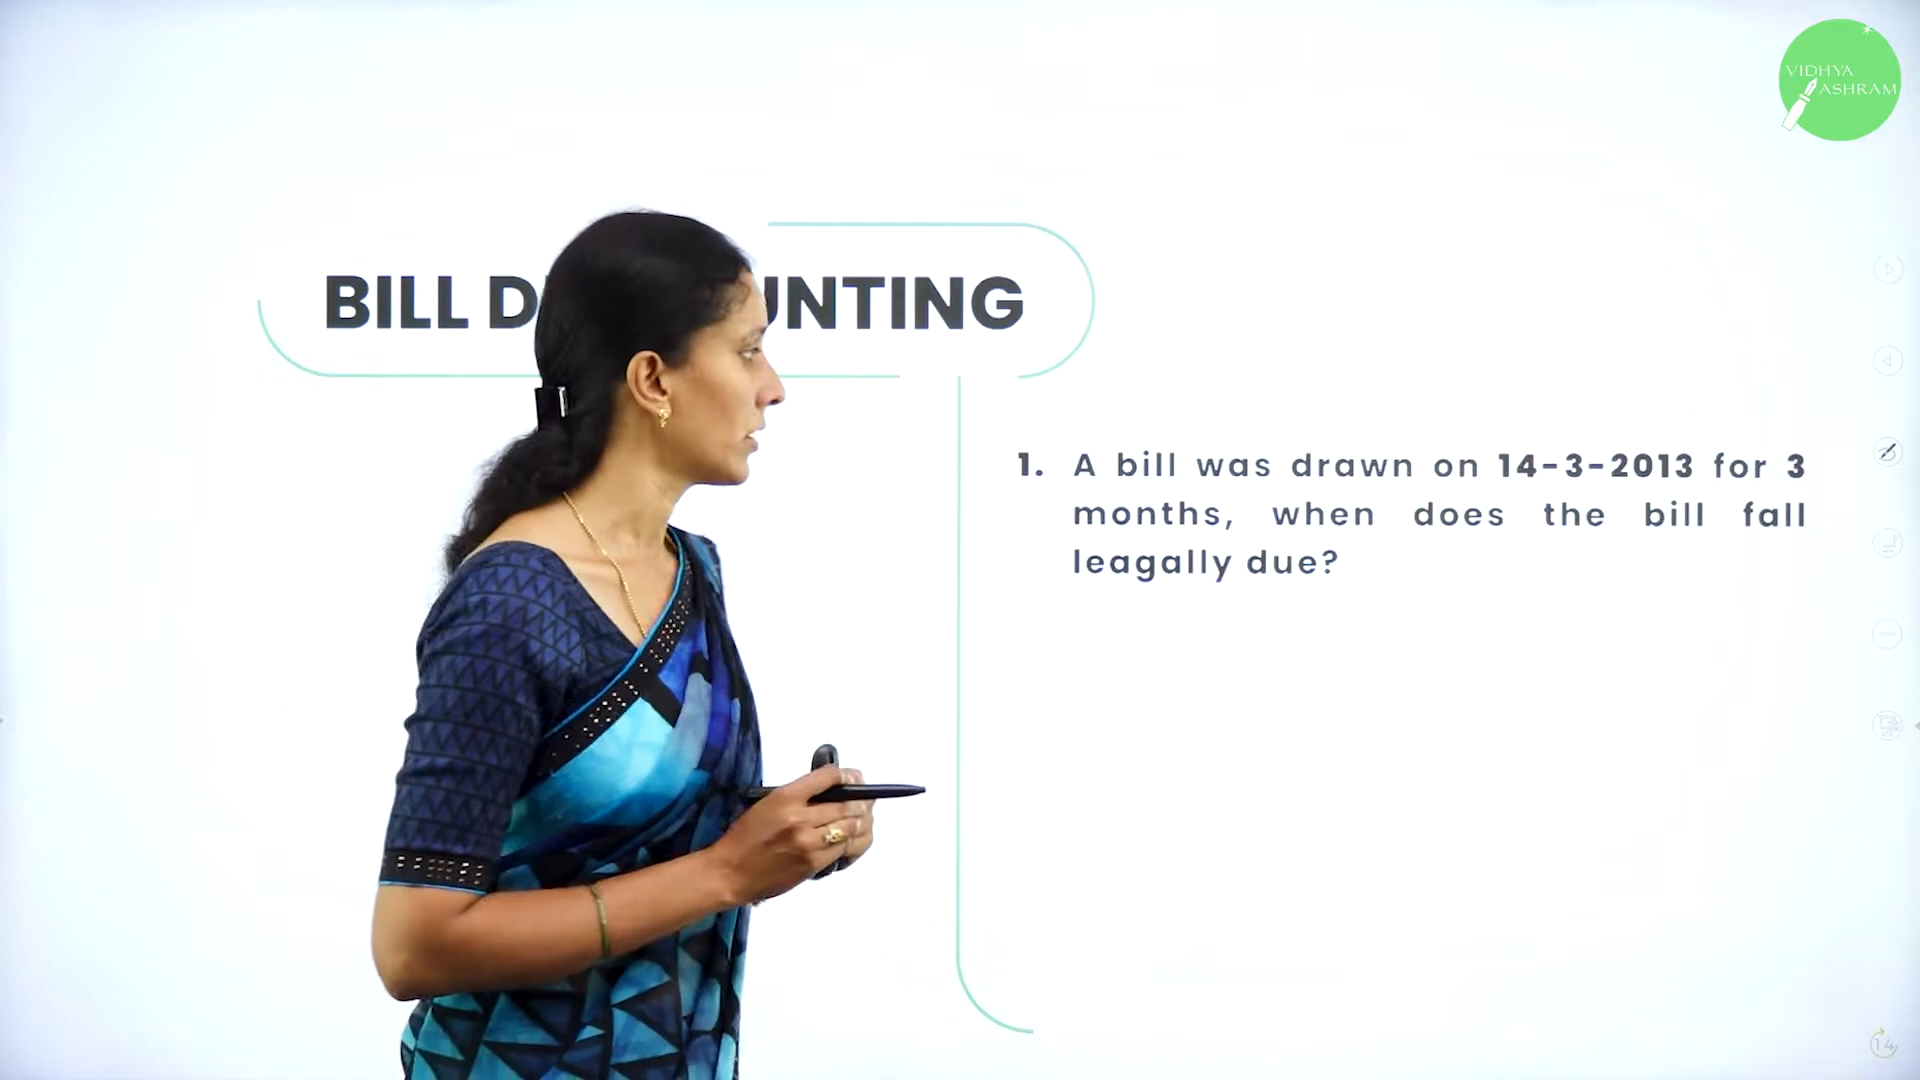 VIDHYA
ASHRAM
BILL D UNTING
1. A bill was drawn on 14-3-2013 for 3
months, when does the bill fall
leagally due?
14